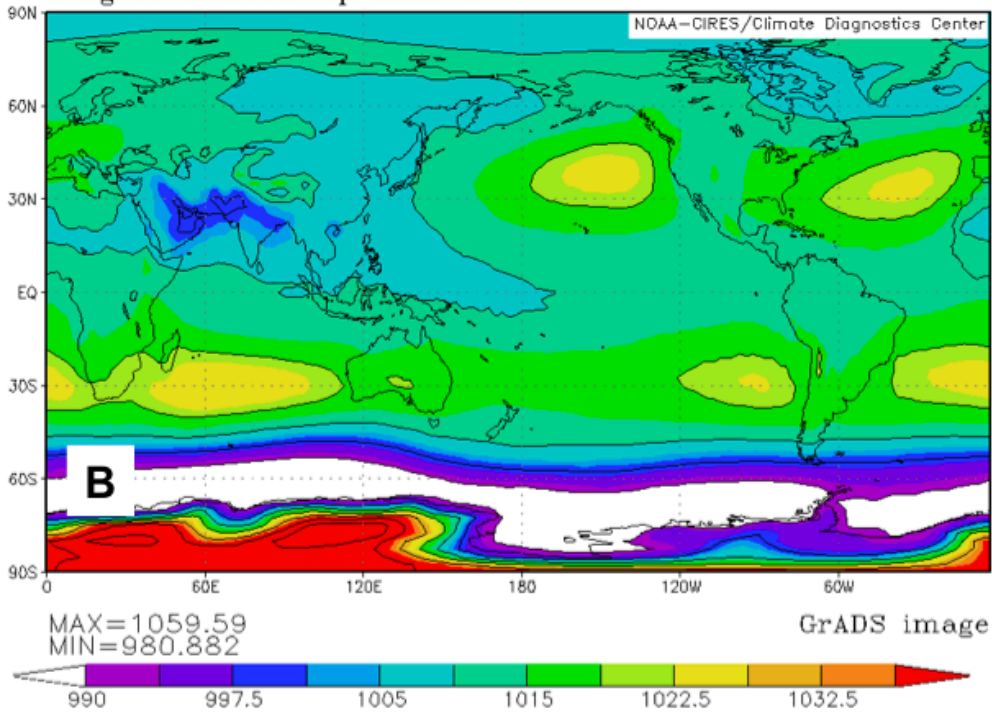 NOAA-CIRES/Climate Diagnostics Center
90N
60N
30N
EQ
30S
60S
90S
B
0 60E 120E 180 120W 60W
MAX=1059.59
MIN=980.882
GrADS image
990 997.5 1005 1015 1022.5 1032.5